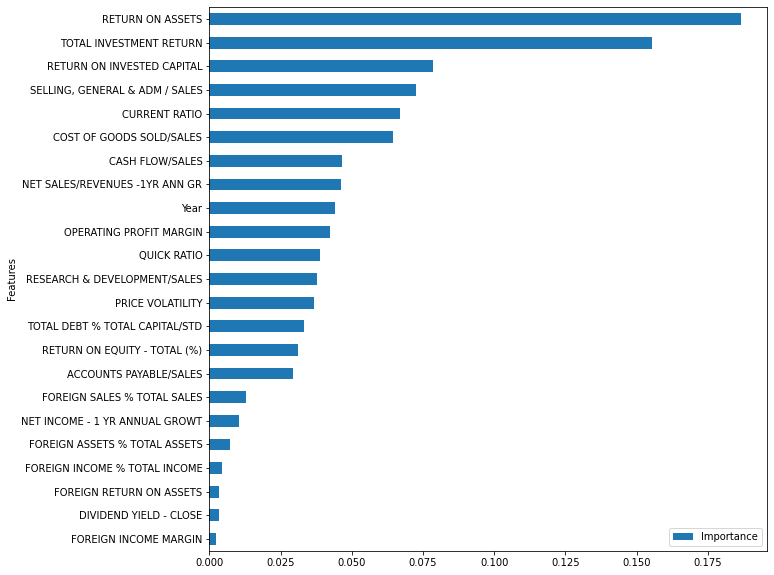 RETURN ON ASSETS
TOTAL INVESTMENT RETURN
RETURN ON INVESTED CAPITAL
SELLING, GENERAL & ADM / SALES
CURRENT RATIO
COST OF GOODS SOLD/SALES
CASH FLOW/SALES
NET SALES/REVENUES -1YR ANN GR
Year
OPERATING PROFIT MARGIN
QUICK RATIO
Features
RESEARCH & DEVELOPMENT/SALES
PRICE VOLATILITY
TOTAL DEBT % TOTAL CAPITAL/STD
RETURN ON EQUITY - TOTAL (%)
ACCOUNTS PAYABLE/SALES
FOREIGN SALES % TOTAL SALES
NET INCOME - 1 YR ANNUAL GROWT
FOREIGN ASSETS % TOTAL ASSETS
FOREIGN INCOME % TOTAL INCOME
FOREIGN RETURN ON ASSETS
DIVIDEND YIELD - CLOSE
FOREIGN INCOME MARGIN
Importance
0.000 0.025 0.050 0.075 0.100 0.125 0.150 0.175